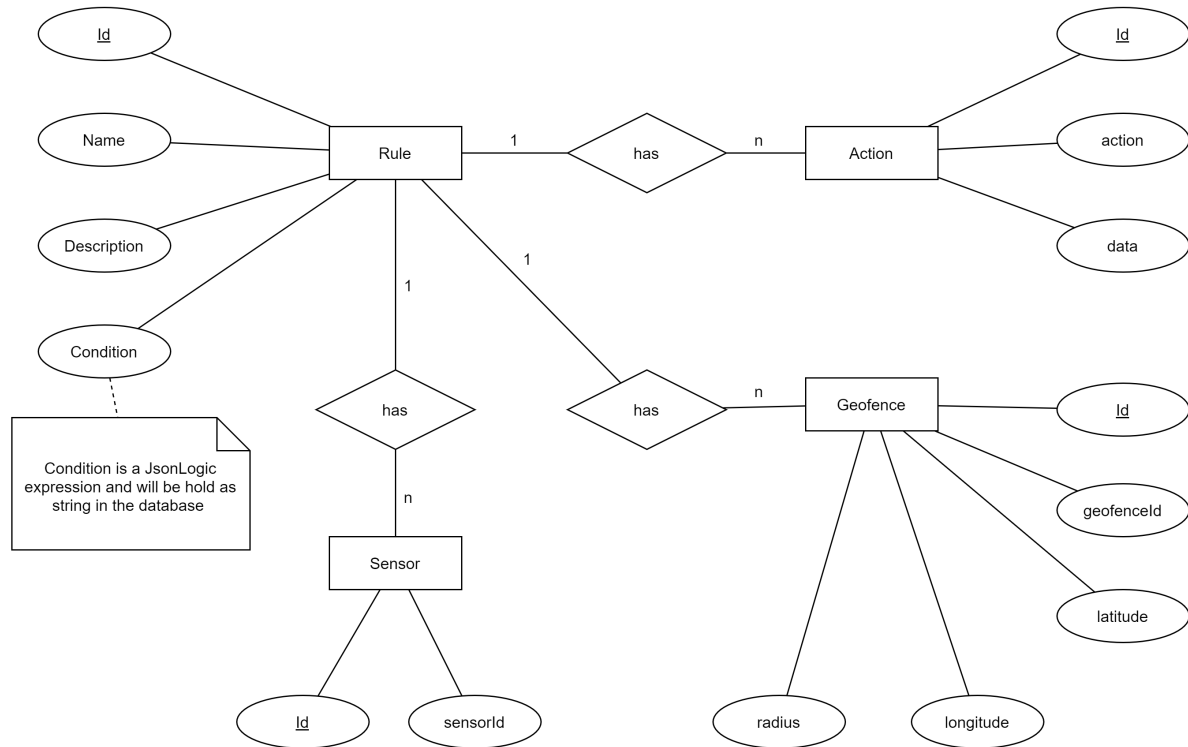 Id
Id
Name
Rule
1
has
n
Action
action
Description
data
1
1
Condition
has
has
n
Geofence
Id
Condition is a JsonLogic
expression and will be hold as
string in the database
n
geofenceId
Sensor
latitude
Id
sensorId
radius
longitude